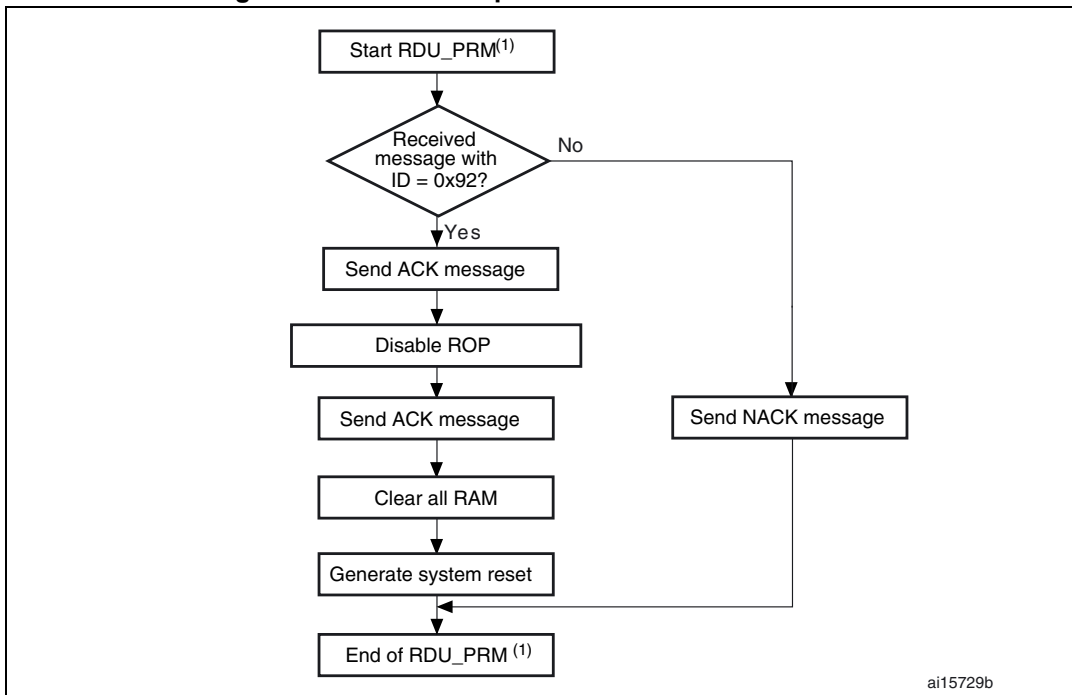 Start RDU_PRM(1)
Received
message with
ID = 0x92?
No
Yes
Send ACK message
Disable ROP
Send ACK message
Send NACK message
Clear all RAM
Generate system reset
End of RDU_PRM (1)
ai15729b